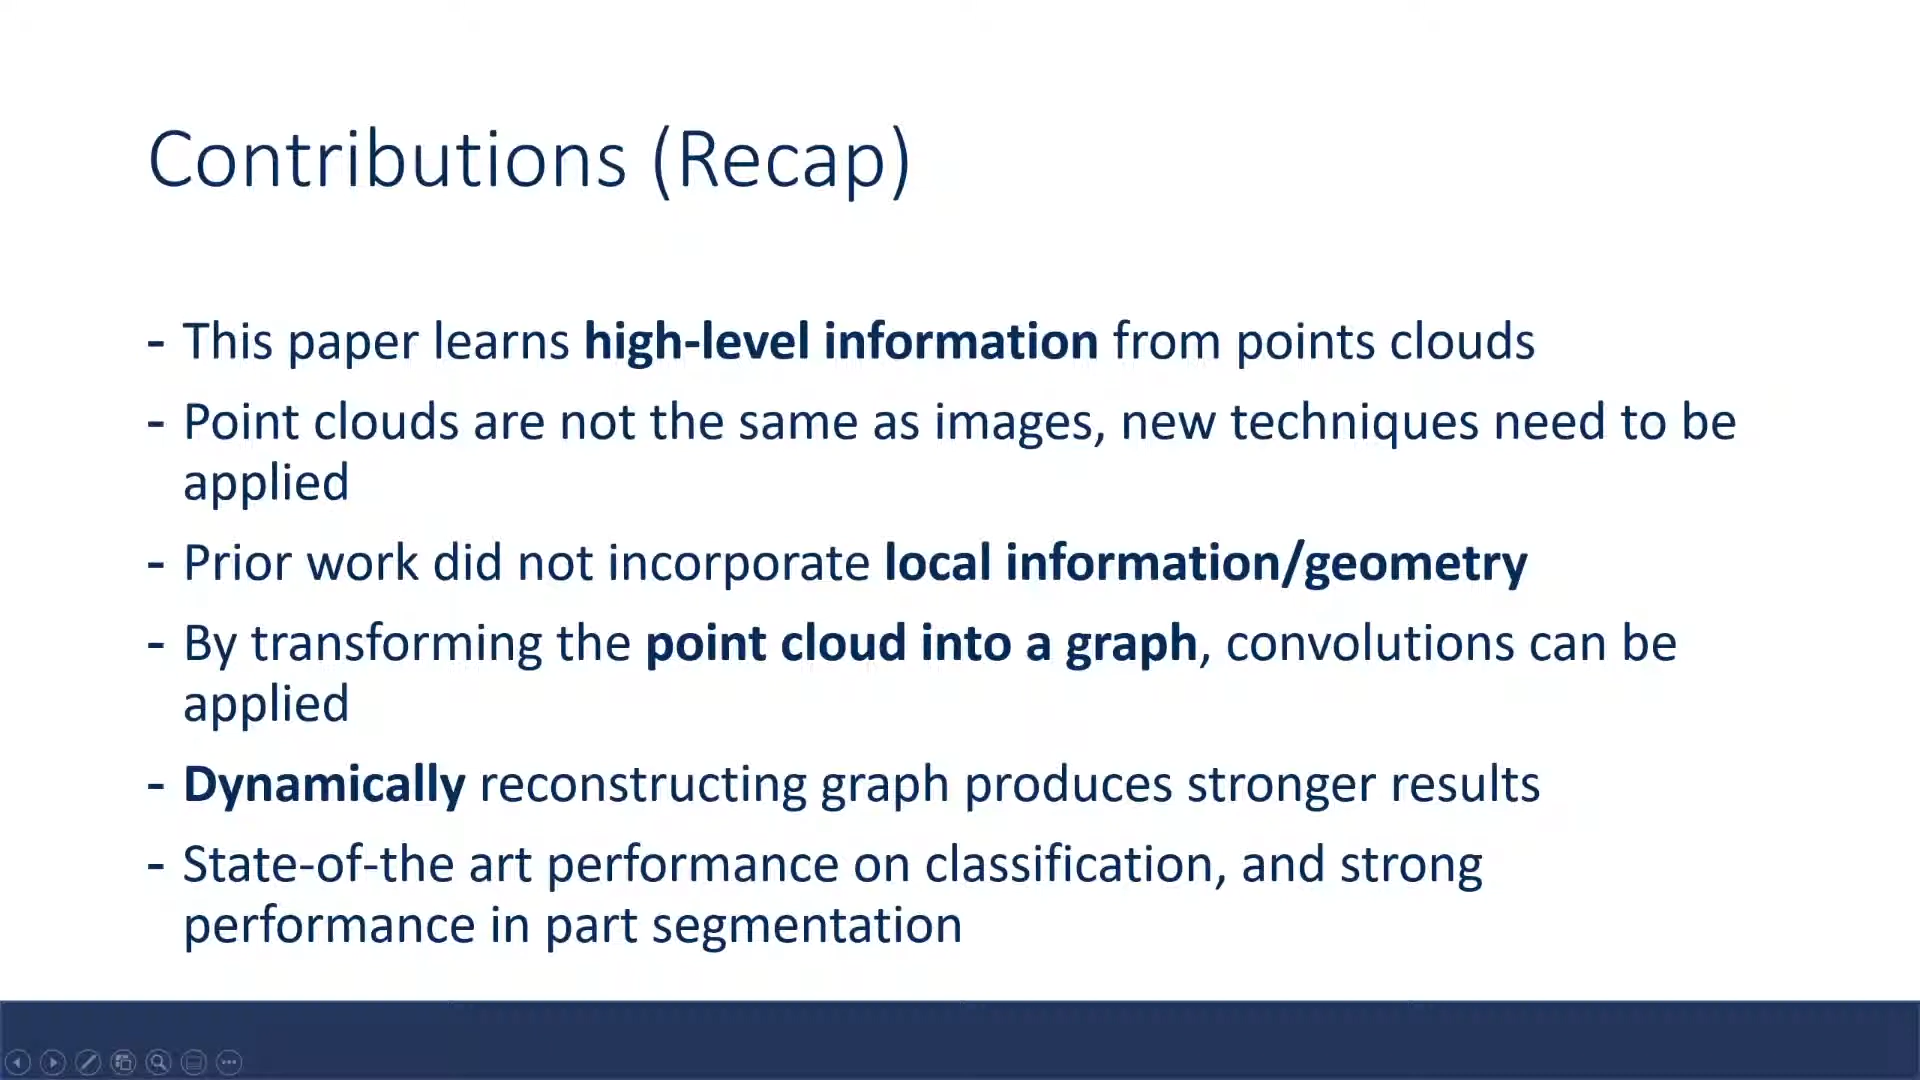 Contributions (Recap)
- This paper learns high-level information from points clouds
- Point clouds are not the same as images, new techniques need to be
applied
- Prior work did not incorporate local information/geometry
- By transforming the point cloud into a graph, convolutions can be
applied
- Dynamically reconstructing graph produces stronger results
- State-of-the art performance on classification, and strong
performance in part segmentation